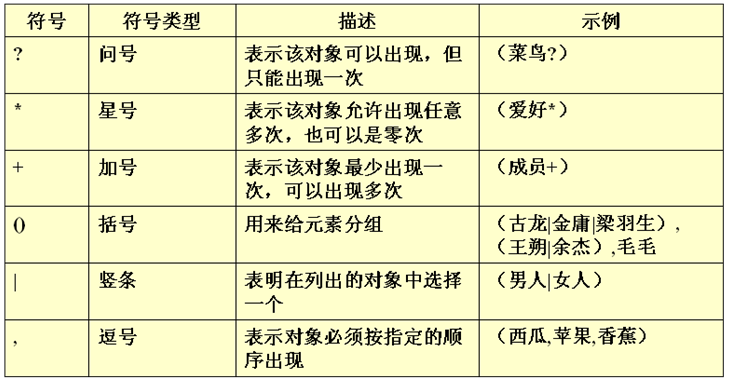 符号 符号类型 描述 示例
? 问号 表示该对象可以出现，但 （菜鸟?）
只能出现一次
* 星号 表示该对象允许出现任意 （爱好*）
多次，也可以是零次
+ 加号 表示该对象最少出现一 （成员+）
次，可以出现多次
() 括号 用来给元素分组 （古龙|金庸|梁羽生）,
（王朔|余杰）,毛毛
| 竖条 表明在列出的对象中选择 （男人|女人）
一个
, 逗号 表示对象必须按指定的顺 （西瓜,苹果,香蕉）
序出现